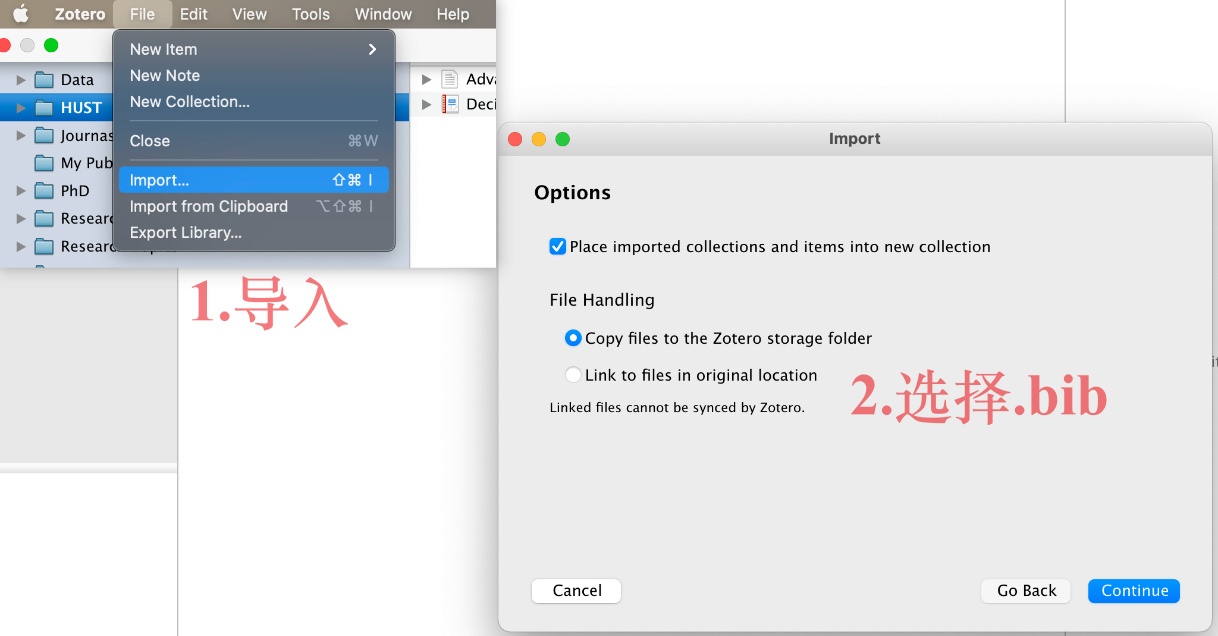 Zotero File Edit View Tools Window Help
New Item
New Note
New Collection...
Close ⌘W
Import... ⇧⌘ I
Import from Clipboard ⌥⇧⌘ I
Export Library...
Data
HUST
Journas
My Pub
PhD
Researc
Researc
Adva
Deci
1.导入
Import
Options
Place imported collections and items into new collection
File Handling
Copy files to the Zotero storage folder
Link to files in original location
Linked files cannot be synced by Zotero.
2.选择.bib
Cancel Go Back Continue